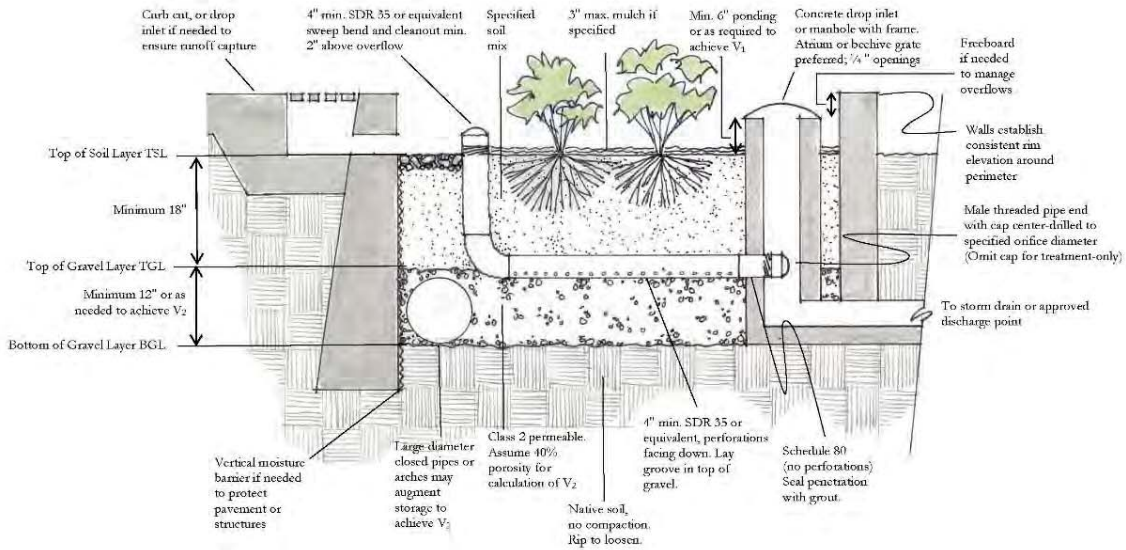 Curb cut, or drop
inlet if needed to
ensure runoff capture
4" min. SDR 35 or equivalent
sweep bend and cleanout min.
2" above overflow
Specified
soil
mix
3" max. mulch if
specified
Min. 6" ponding
or as required to
achieve V1
Concrete drop inlet
or manhole with frame.
Atrium or beehive grate
preferred; ¼ " openings
Freeboard
if needed
to manage
overflows
Walls establish
consistent rim
elevation around
perimeter
Top of Soil Layer TSL
Minimum 18"
Male threaded pipe end
with cap center-drilled to
specified orifice diameter
(Omit cap for treatment-only)
Top of Gravel Layer TGL
Minimum 12" or as
needed to achieve V2
To storm drain or approved
discharge point
Bottom of Gravel Layer BGL
Vertical moisture
barrier if needed
to protect
pavement or
structures
Large diameter
closed pipes or
arches may
augment
storage to
achieve V2
Class 2 permeable.
Assume 40%
porosity for
calculation of V2
Native soil,
no compaction.
Rip to loosen.
4" min. SDR 35 or
equivalent, perforations
facing down. Lay
groove in top of
gravel.
Schedule 80
(no perforations)
Seal penetration
with grout.